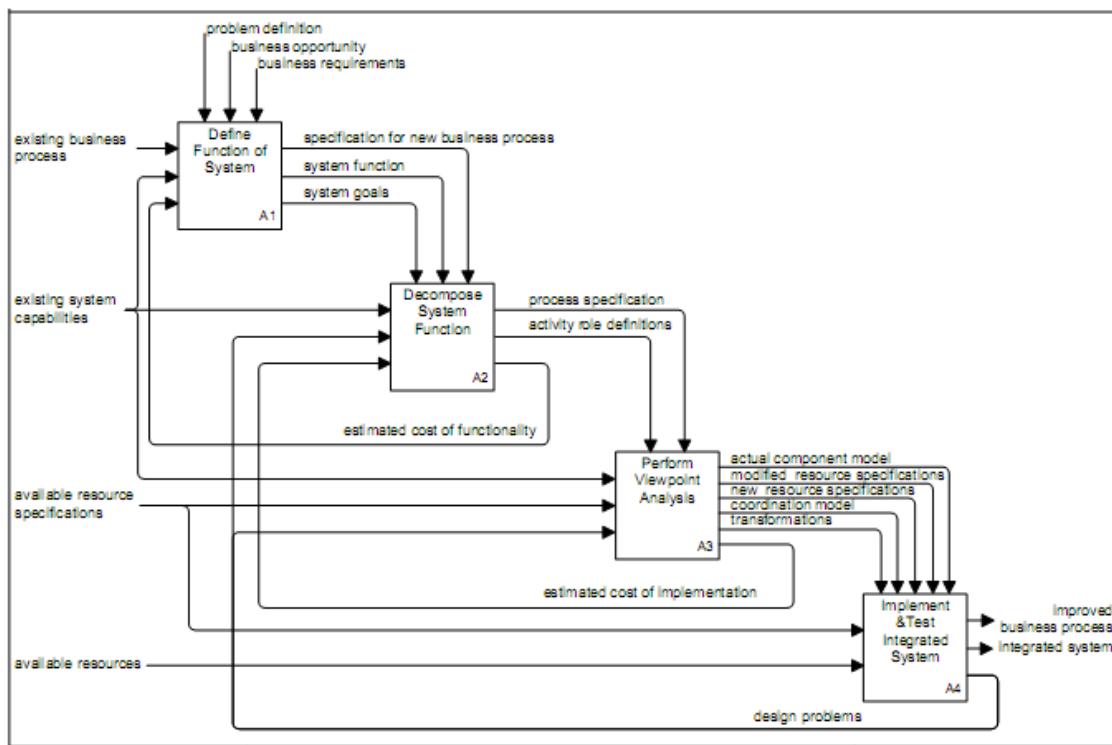 problem definition
business opportunity
business requirements
existing business
process
Define
Function of
System
A1
specification for new business process
system function
system goals
existing system
capabilities
Decompose
System
Function
A2
process specification
activity role definitions
estimated cost of functionality
available resource
specifications
Perform
Viewpoint
Analysis
A3
actual component model
modified resource specifications
new resource specifications
coordination model
transformations
estimated cost of implementation
available resources
Implement
&Test
Integrated
System
A4
improved
business process
integrated system
design problems